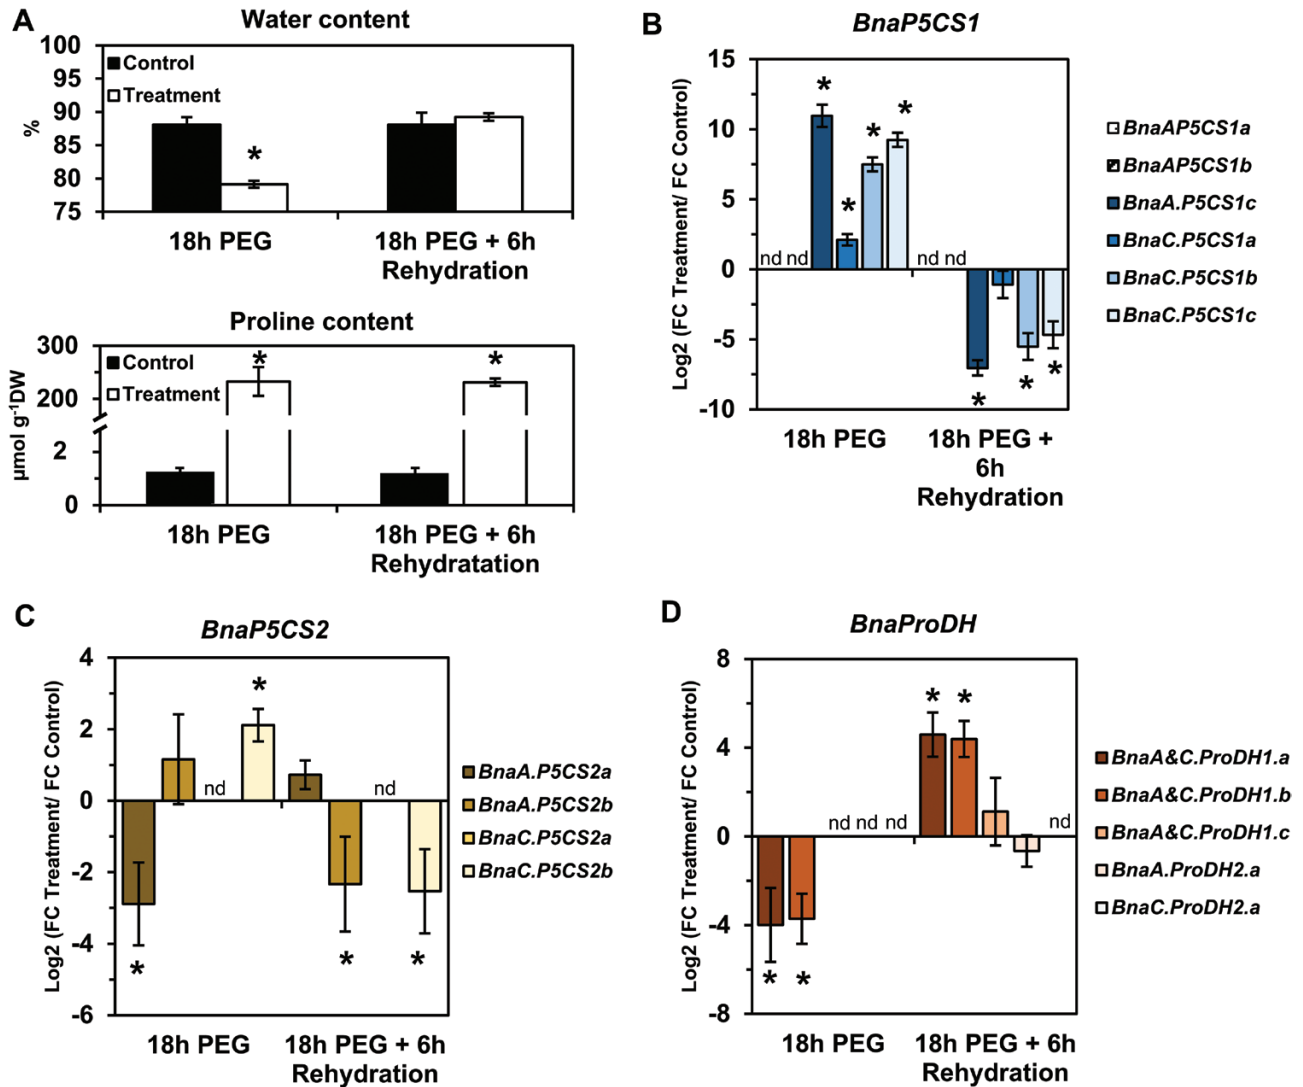 A
Water content
100
95
90
85
80
75
%
Control
Treatment
*
18h PEG
18h PEG + 6h
Rehydration
Proline content
300
200
2
0
µmol g⁻¹DW
Control
Treatment
*
*
18h PEG
18h PEG + 6h
Rehydratation
B
BnaP5CS1
15
10
5
0
-5
-10
Log2 (FC Treatment/ FC Control)
*
*
*
*
nd nd
nd nd
*
*
*
18h PEG
18h PEG +
6h
Rehydration
BnaAP5CS1a
BnaAP5CS1b
BnaA.P5CS1c
BnaC.P5CS1a
BnaC.P5CS1b
BnaC.P5CS1c
C
BnaP5CS2
4
2
0
-2
-4
-6
Log2 (FC Treatment/ FC Control)
*
nd
nd
*
*
*
18h PEG
18h PEG + 6h
Rehydration
BnaA.P5CS2a
BnaA.P5CS2b
BnaC.P5CS2a
BnaC.P5CS2b
D
BnaProDH
8
4
0
-4
-8
Log2 (FC Treatment/ FC Control)
*
*
nd nd nd
nd
*
*
18h PEG
18h PEG + 6h
Rehydration
BnaA&C.ProDH1.a
BnaA&C.ProDH1.b
BnaA&C.ProDH1.c
BnaA.ProDH2.a
BnaC.ProDH2.a